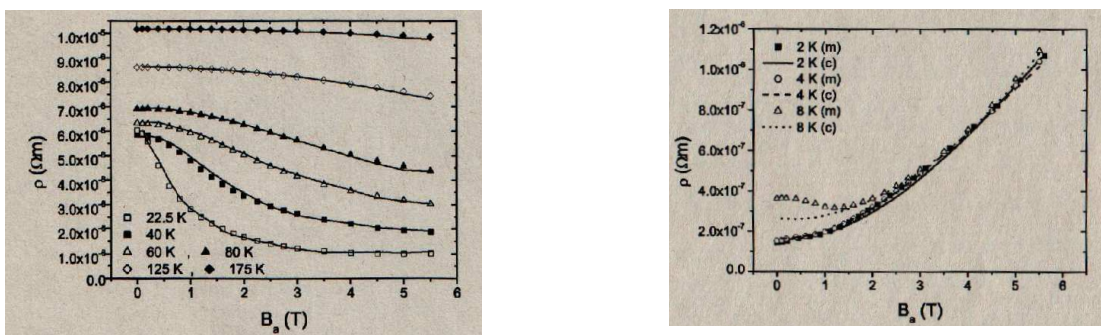 1.0x10⁻⁵
9.0x10⁻⁶
8.0x10⁻⁶
7.0x10⁻⁶
6.0x10⁻⁶
5.0x10⁻⁶
4.0x10⁻⁶
3.0x10⁻⁶
2.0x10⁻⁶
1.0x10⁻⁶
0.0
ρ (Ωm)
22.5 K
40 K
60 K 80 K
125 K 175 K
0 1 2 3 4 5 6
Bₐ (T)
1.2x10⁻⁶
1.0x10⁻⁶
8.0x10⁻⁷
6.0x10⁻⁷
4.0x10⁻⁷
2.0x10⁻⁷
0.0
ρ (Ωm)
2 K (m)
2 K (c)
4 K (m)
4 K (c)
8 K (m)
8 K (c)
0 1 2 3 4 5 6
Bₐ (T)